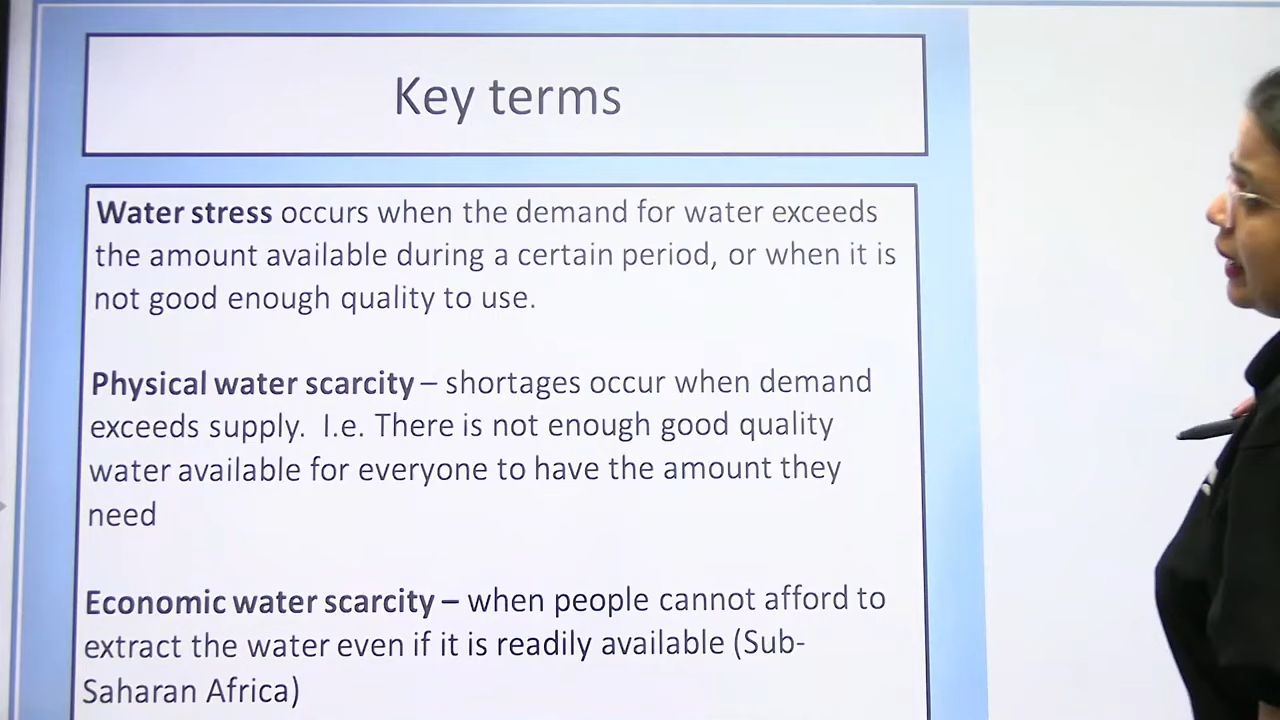 Key terms
Water stress occurs when the demand for water exceeds
the amount available during a certain period, or when it is
not good enough quality to use.
Physical water scarcity – shortages occur when demand
exceeds supply.  I.e. There is not enough good quality
water available for everyone to have the amount they
need
Economic water scarcity – when people cannot afford to
extract the water even if it is readily available (Sub-
Saharan Africa)